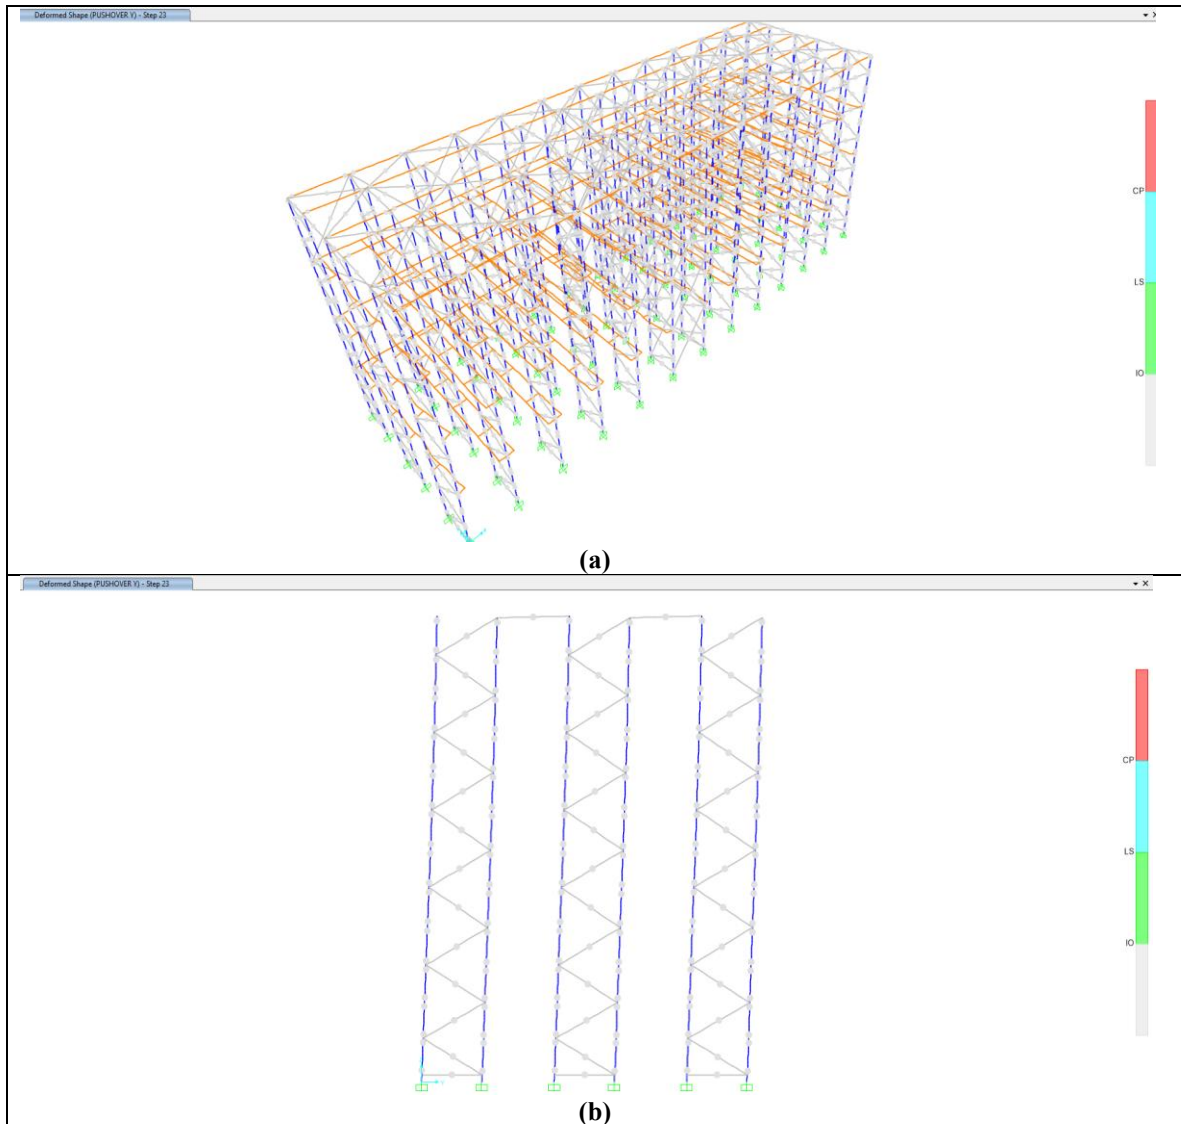 Deformed Shape (PUSHOVER Y) - Step 23
CP
LS
IO
(a)
Deformed Shape (PUSHOVER Y) - Step 23
CP
LS
IO
(b)